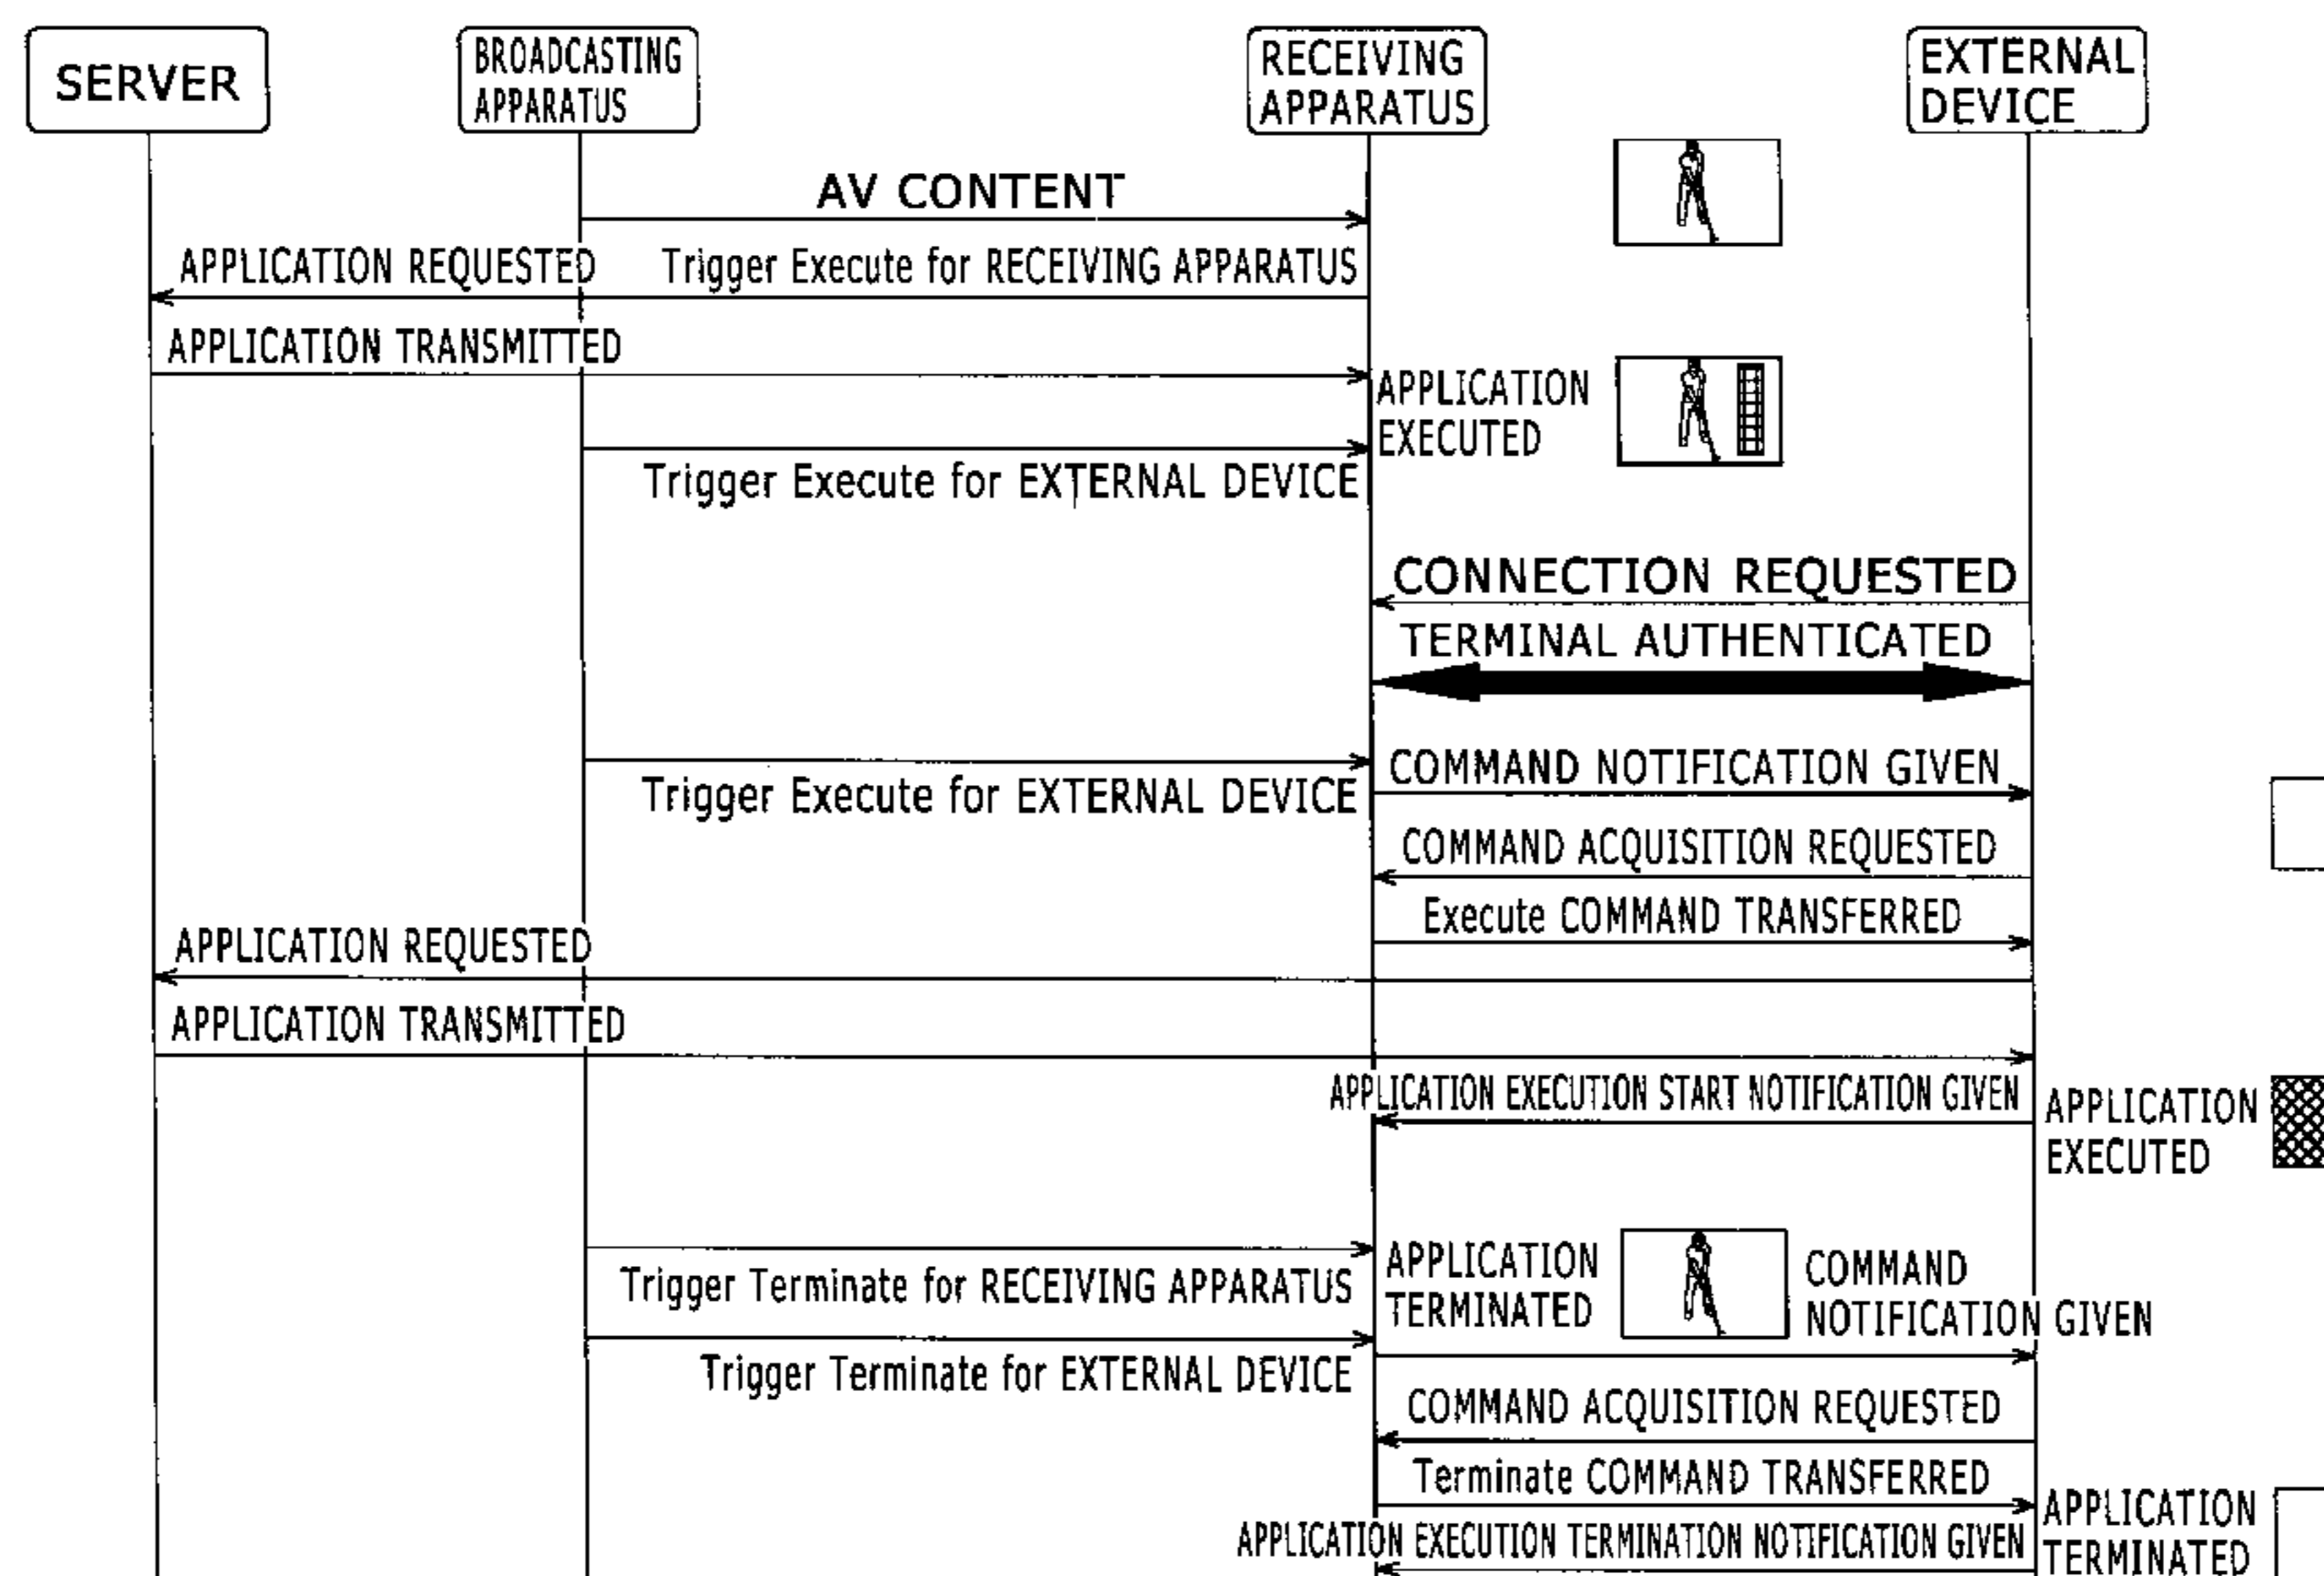 SERVER
BROADCASTING
APPARATUS
RECEIVING
APPARATUS
EXTERNAL
DEVICE
AV CONTENT
APPLICATION REQUESTED
Trigger Execute for RECEIVING APPARATUS
APPLICATION TRANSMITTED
APPLICATION
EXECUTED
Trigger Execute for EXTERNAL DEVICE
CONNECTION REQUESTED
TERMINAL AUTHENTICATED
COMMAND NOTIFICATION GIVEN
Trigger Execute for EXTERNAL DEVICE
COMMAND ACQUISITION REQUESTED
Execute COMMAND TRANSFERRED
APPLICATION REQUESTED
APPLICATION TRANSMITTED
APPLICATION EXECUTION START NOTIFICATION GIVEN
APPLICATION
EXECUTED
Trigger Terminate for RECEIVING APPARATUS
APPLICATION
TERMINATED
COMMAND
NOTIFICATION GIVEN
Trigger Terminate for EXTERNAL DEVICE
COMMAND ACQUISITION REQUESTED
Terminate COMMAND TRANSFERRED
APPLICATION EXECUTION TERMINATION NOTIFICATION GIVEN
APPLICATION
TERMINATED